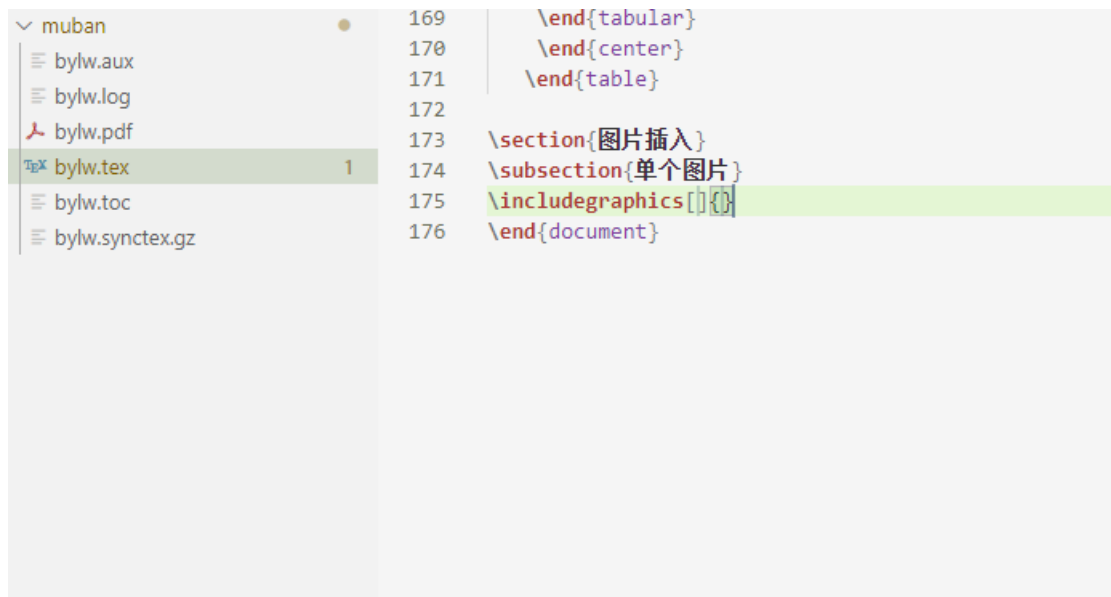 muban
bylw.aux
bylw.log
bylw.pdf
TEX bylw.tex 1
bylw.toc
bylw.synctex.gz
169 \end{tabular}
170 \end{center}
171 \end{table}
172
173 \section{图片插入}
174 \subsection{单个图片}
175 \includegraphics[]{}
176 \end{document}